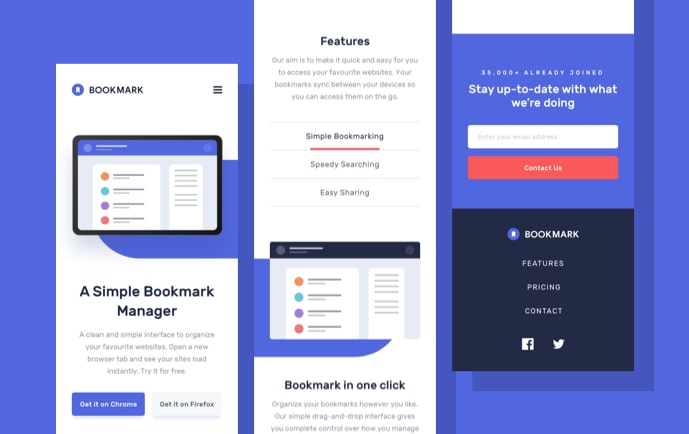 BOOKMARK
A Simple Bookmark
Manager
A clean and simple interface to organize
your favourite websites. Open a new
browser tab and see your sites load
instantly. Try it for free.
Get it on Chrome
Get it on Firefox
Features
Our aim is to make it quick and easy for you
to access your favourite websites. Your
bookmarks sync between your devices so
you can access them on the go.
Simple Bookmarking
Speedy Searching
Easy Sharing
Bookmark in one click
Organize your bookmarks however you like.
Our simple drag-and-drop interface gives
you complete control over how you manage
35,000+ ALREADY JOINED
Stay up-to-date with what
we're doing
Enter your email address
Contact Us
BOOKMARK
FEATURES
PRICING
CONTACT